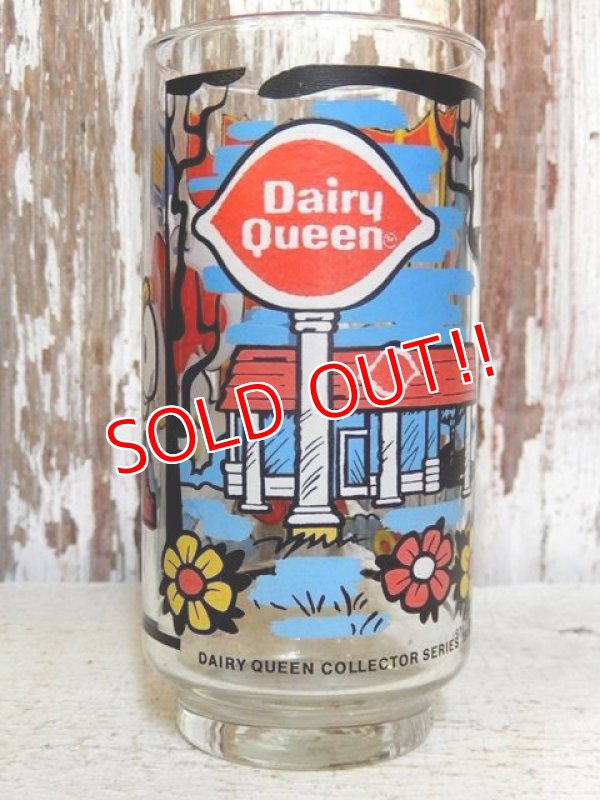 Dairy
Queen
SOLD OUT!!
DAIRY QUEEN COLLECTOR SERIES